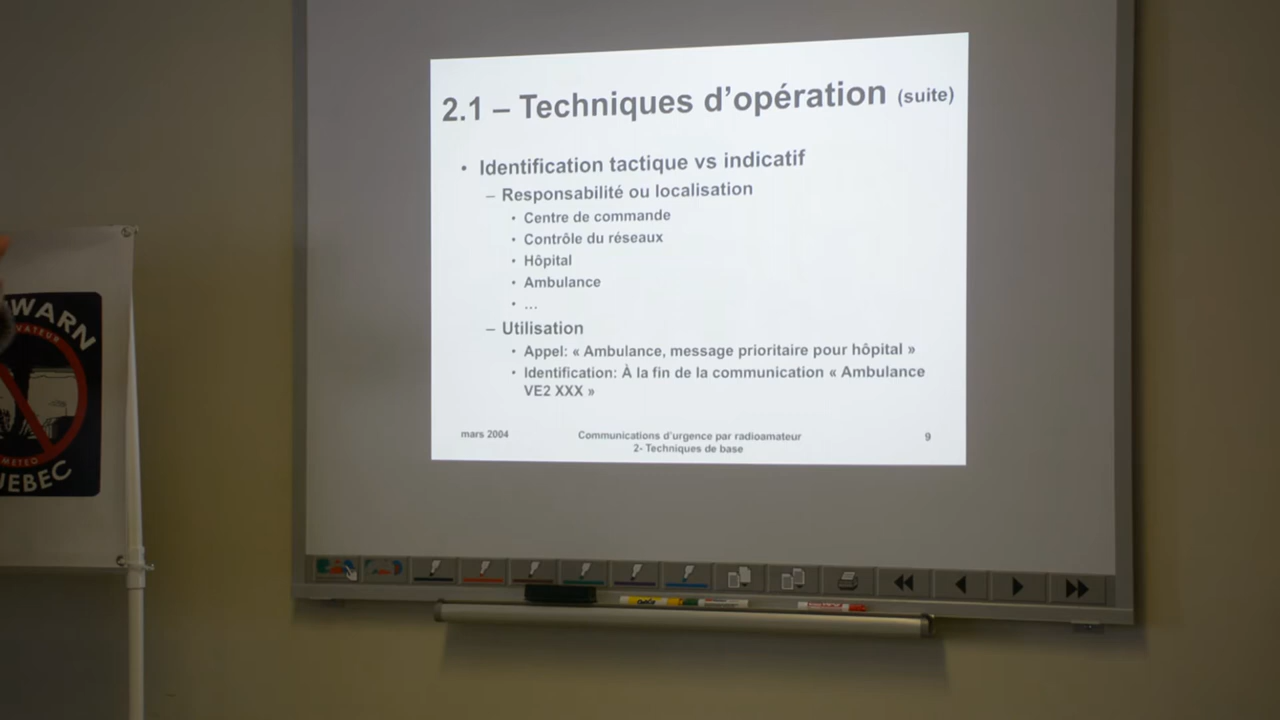 2.1 – Techniques d'opération (suite)
• Identification tactique vs indicatif
– Responsabilité ou localisation
• Centre de commande
• Contrôle du réseaux
• Hôpital
• Ambulance
• ...
– Utilisation
• Appel: « Ambulance, message prioritaire pour hôpital »
• Identification: À la fin de la communication « Ambulance
VE2 XXX »
mars 2004
Communications d'urgence par radioamateur
2- Techniques de base
9
WARN
METEO